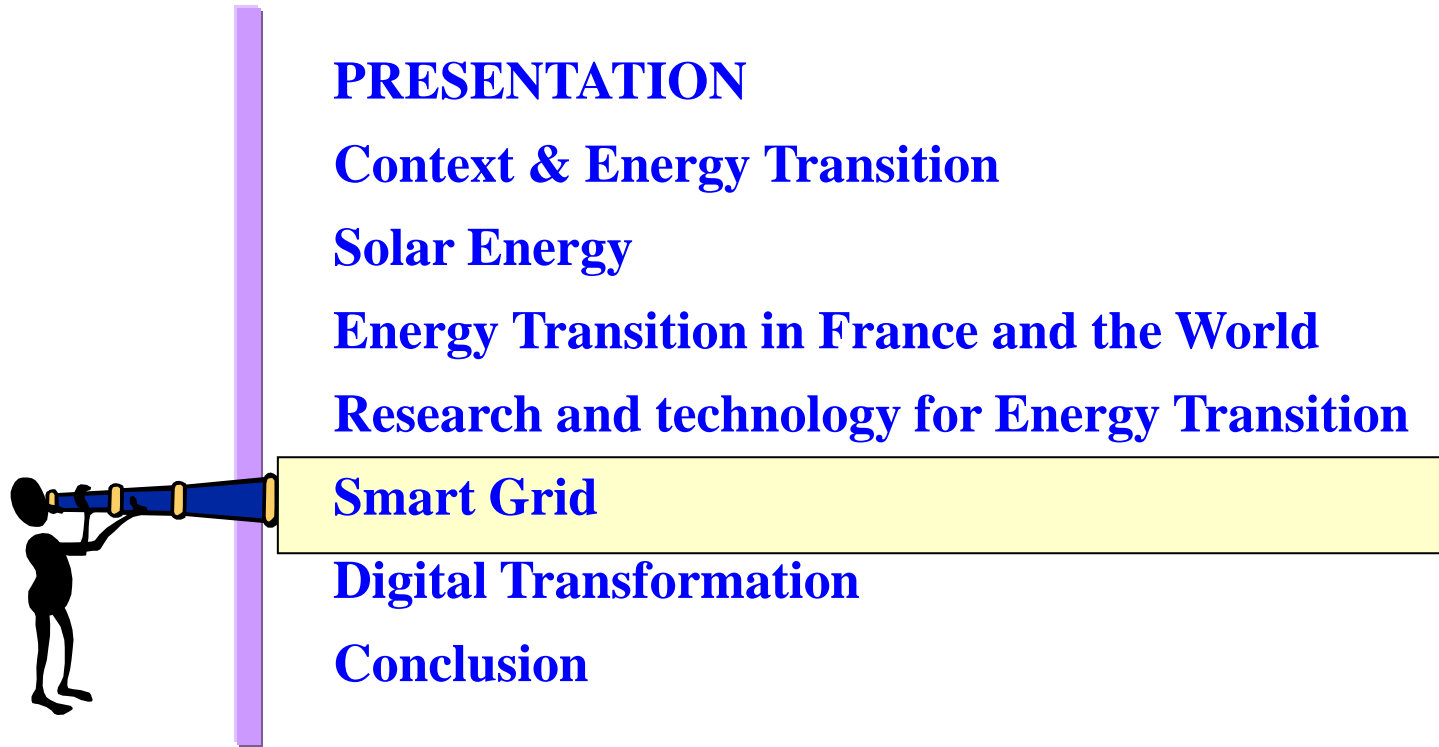 PRESENTATION
Context & Energy Transition
Solar Energy
Energy Transition in France and the World
Research and technology for Energy Transition
Smart Grid
Digital Transformation
Conclusion